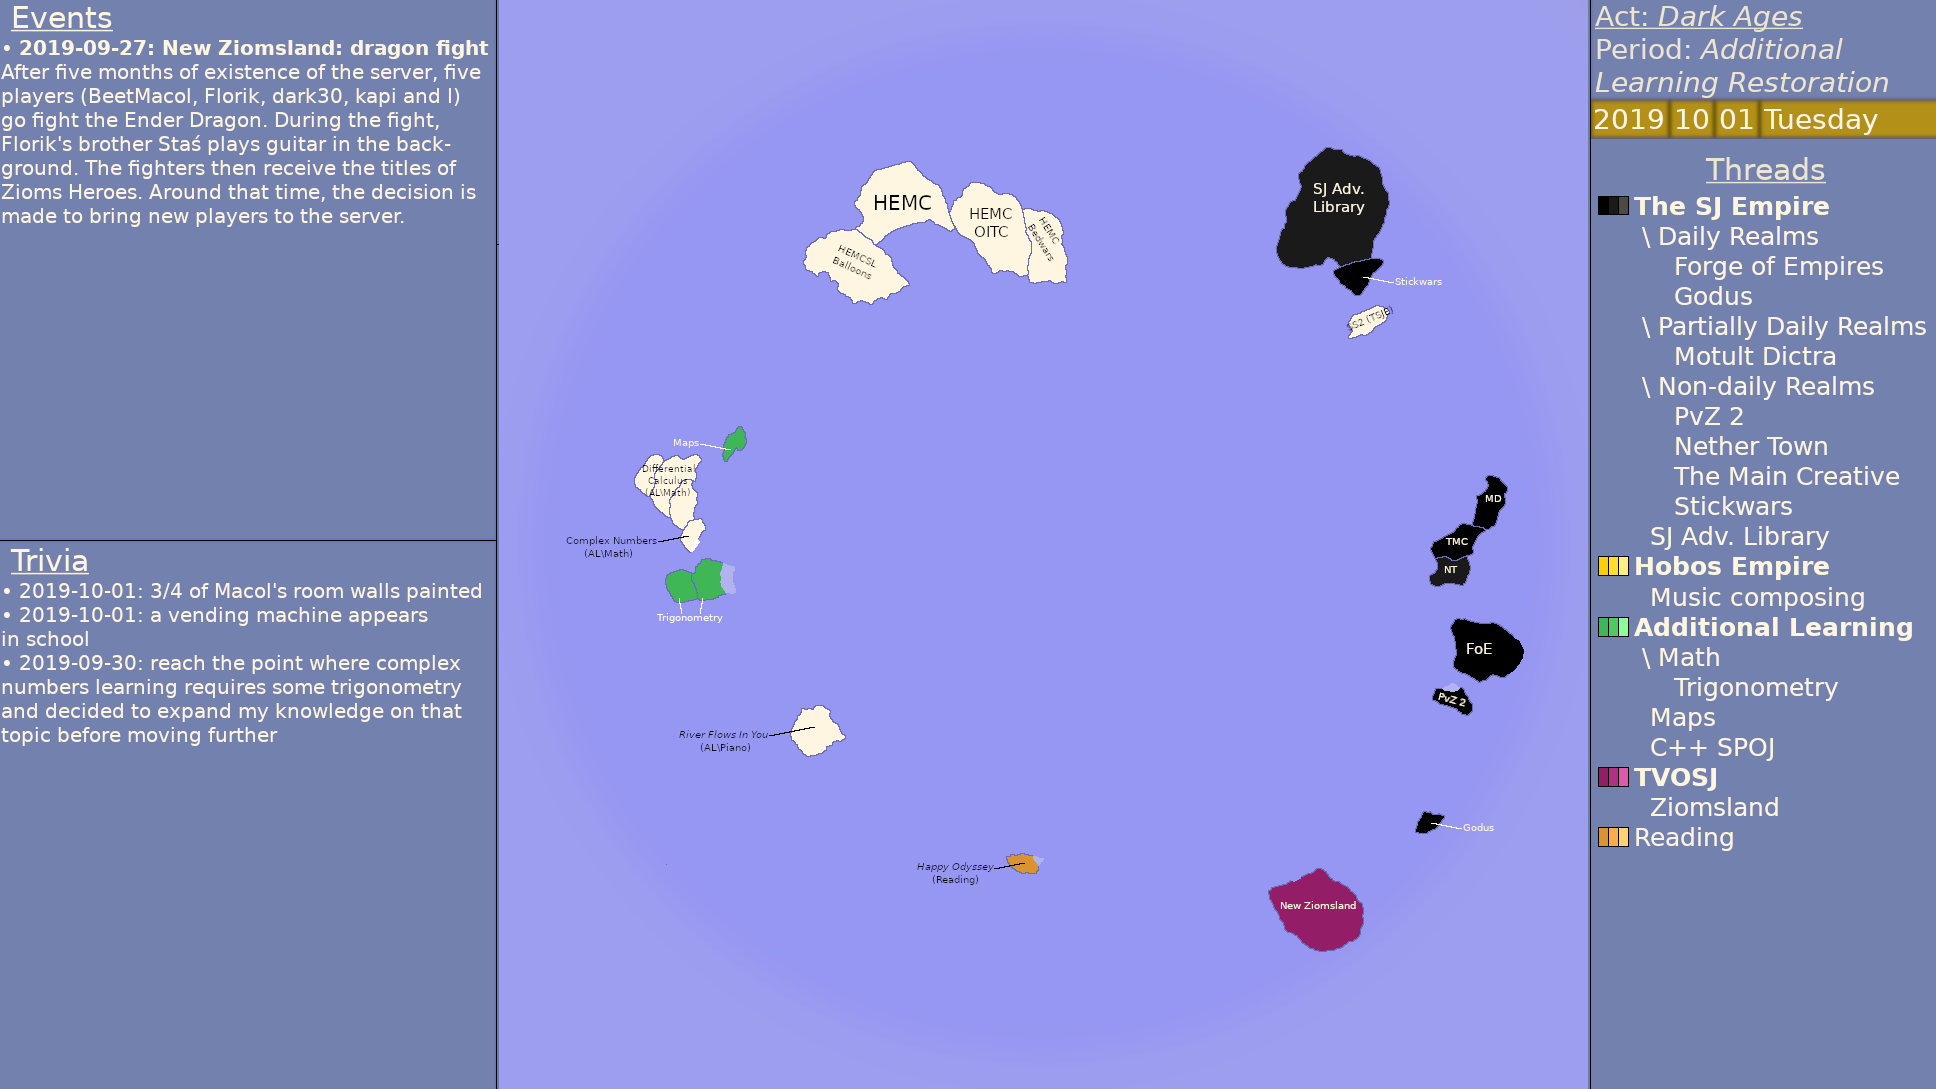 Events
• 2019-09-27: New Ziomsland: dragon fight
After five months of existence of the server, five
players (BeetMacol, Florik, dark30, kapi and I)
go fight the Ender Dragon. During the fight,
Florik's brother Staś plays guitar in the back-
ground. The fighters then receive the titles of
Zioms Heroes. Around that time, the decision is
made to bring new players to the server.
Trivia
• 2019-10-01: 3/4 of Macol's room walls painted
• 2019-10-01: a vending machine appears
in school
• 2019-09-30: reach the point where complex
numbers learning requires some trigonometry
and decided to expand my knowledge on that
topic before moving further
HEMC
HEMC
OITC
HEMC
Bedwars
HEMCSL
Balloons
SJ Adv.
Library
Stickwars
S2 (TSJE)
Maps
Differential
Calculus
(AL\Math)
Complex Numbers
(AL\Math)
Trigonometry
MD
TMC
NT
FoE
PvZ 2
River Flows In You
(AL\Piano)
Godus
Happy Odyssey
(Reading)
New Ziomsland
Act: Dark Ages
Period: Additional
Learning Restoration
2019 10 01 Tuesday
Threads
The SJ Empire
\ Daily Realms
Forge of Empires
Godus
\ Partially Daily Realms
Motult Dictra
\ Non-daily Realms
PvZ 2
Nether Town
The Main Creative
Stickwars
SJ Adv. Library
Hobos Empire
Music composing
Additional Learning
\ Math
Trigonometry
Maps
C++ SPOJ
TVOSJ
Ziomsland
Reading